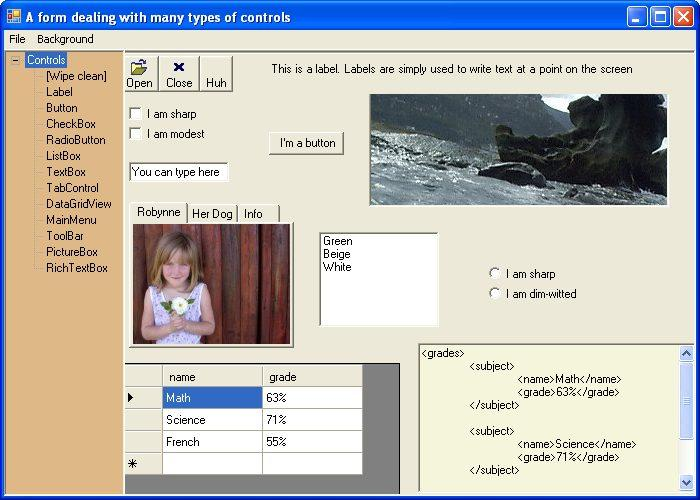 A form dealing with many types of controls
File Background
Controls
[Wipe clean]
Label
Button
CheckBox
RadioButton
ListBox
TextBox
TabControl
DataGridView
MainMenu
ToolBar
PictureBox
RichTextBox
Open Close Huh
This is a label. Labels are simply used to write text at a point on the screen
I am sharp
I am modest
I'm a button
You can type here
Robynne Her Dog Info
Green
Beige
White
I am sharp
I am dim-witted
name grade
Math 63%
Science 71%
French 55%
<grades>
<subject>
<name>Math</name>
<grade>63%</grade>
</subject>
<subject>
<name>Science</name>
<grade>71%</grade>
</subject>